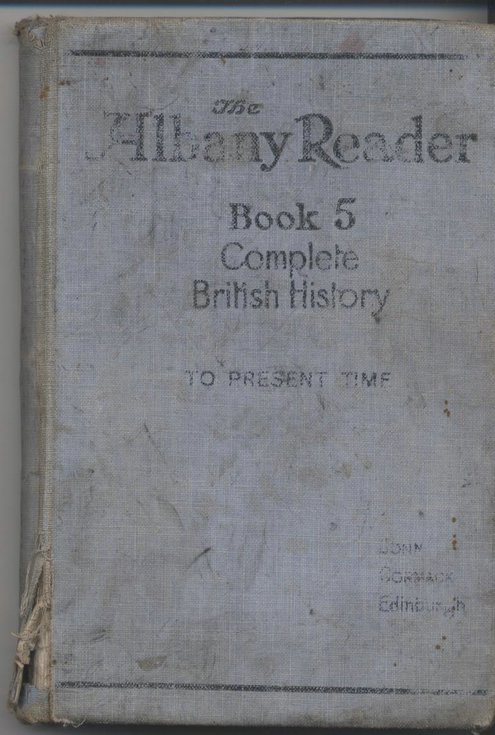 The
Albany Reader
Book 5
Complete
British History
TO PRESENT TIME
JOHN
CORMACK
Edinburgh